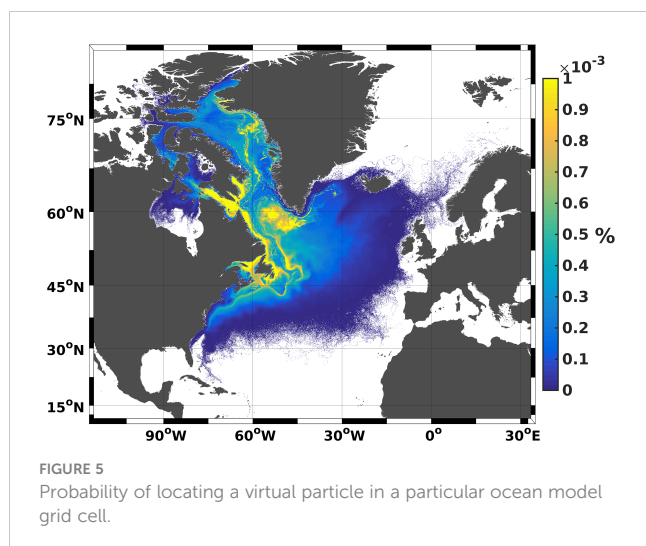 ×10⁻³
1
0.9
0.8
0.7
0.6
0.5
0.4
0.3
0.2
0.1
0
%
75°N
60°N
45°N
30°N
15°N
90°W 60°W 30°W 0° 30°E
FIGURE 5
Probability of locating a virtual particle in a particular ocean model
grid cell.